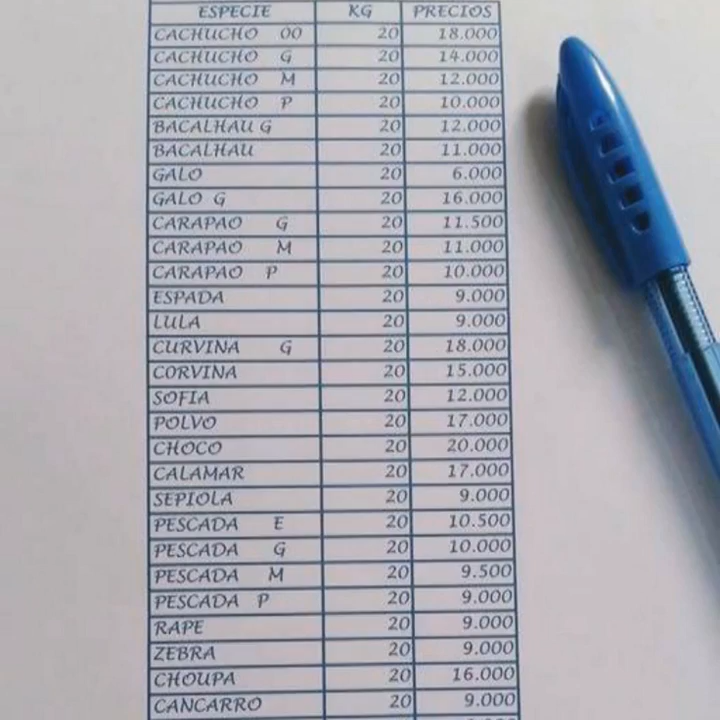 ESPECIE KG PRECIOS
CACHUCHO 00 20 18.000
CACHUCHO G 20 14.000
CACHUCHO M 20 12.000
CACHUCHO P 20 10.000
BACALHAU G 20 12.000
BACALHAU 20 11.000
GALO 20 6.000
GALO G 20 16.000
CARAPAO G 20 11.500
CARAPAO M 20 11.000
CARAPAO P 20 10.000
ESPADA 20 9.000
LULA 20 9.000
CURVINA G 20 18.000
CORVINA 20 15.000
SOFIA 20 12.000
POLVO 20 17.000
CHOCO 20 20.000
CALAMAR 20 17.000
SEPIOLA 20 9.000
PESCADA E 20 10.500
PESCADA G 20 10.000
PESCADA M 20 9.500
PESCADA P 20 9.000
RAPE 20 9.000
ZEBRA 20 9.000
CHOUPA 20 16.000
CANCARRO 20 9.000